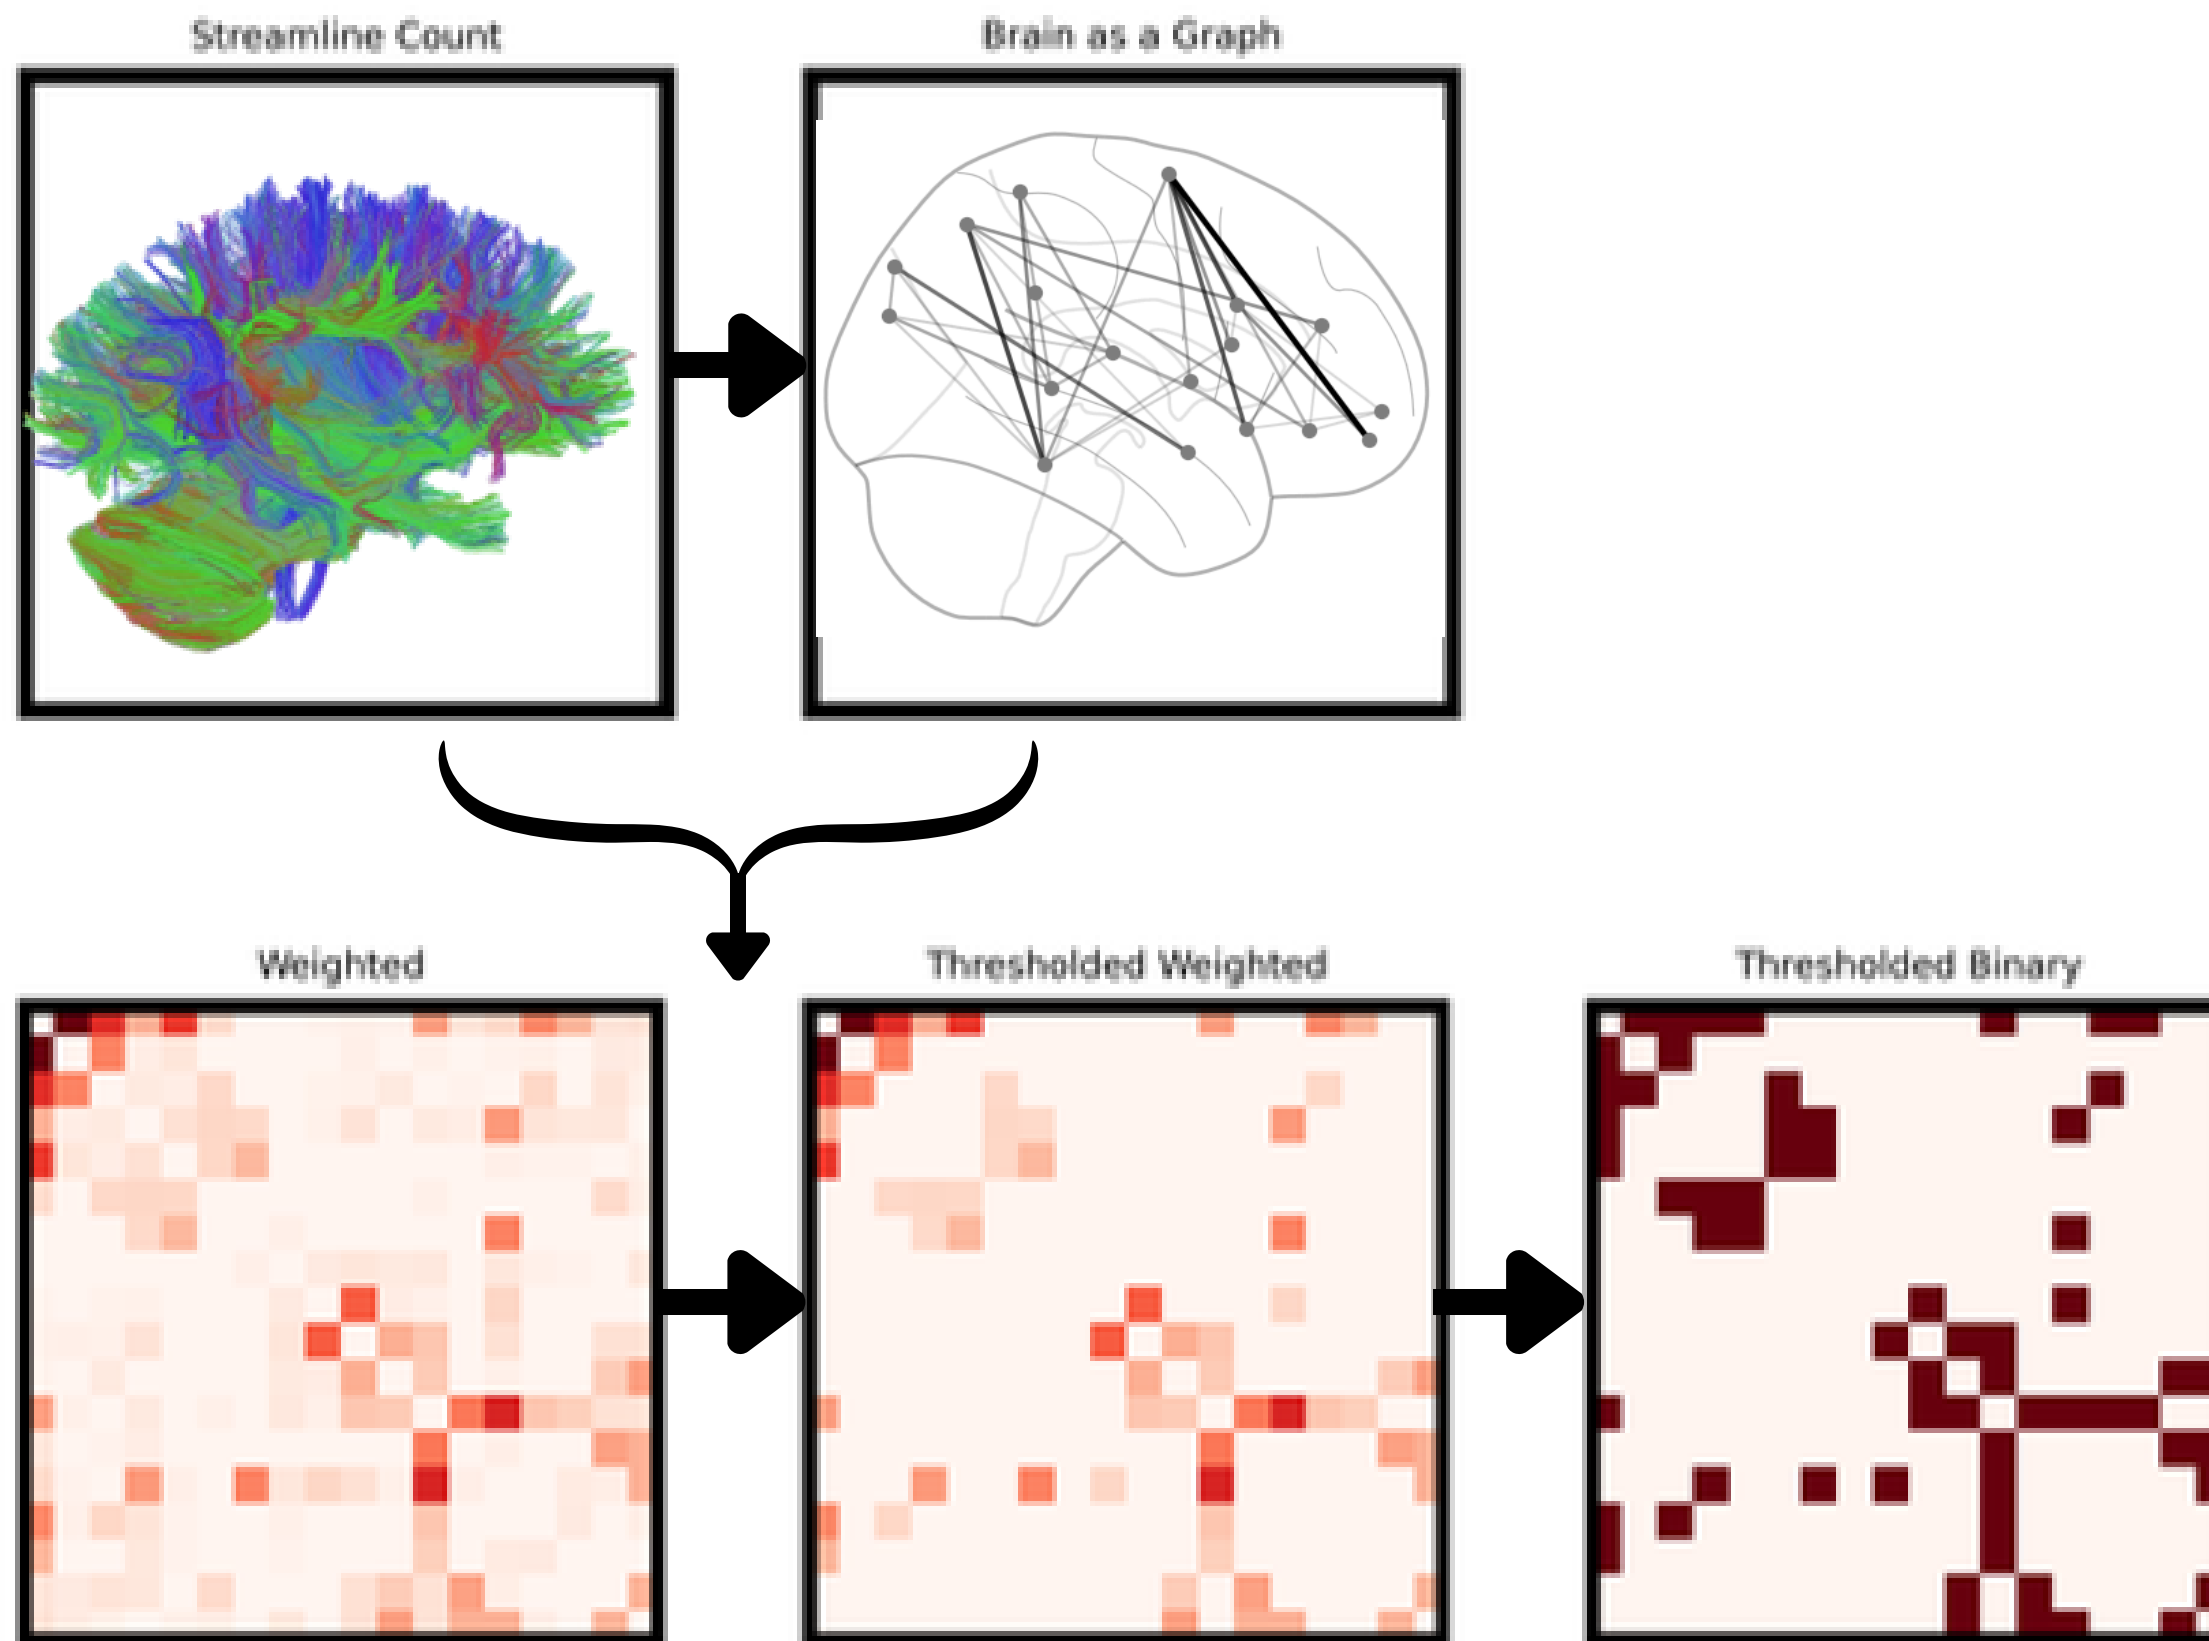 Streamline Count
Brain as a Graph
Weighted
Thresholded Weighted
Thresholded Binary